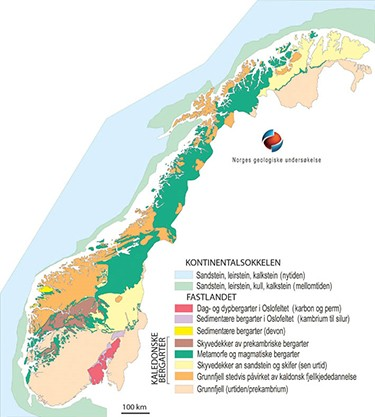 Norges geologiske undersøkelse
KONTINENTALSOKKELEN
Sandstein, leirstein, kalkstein (nytiden)
Sandstein, leirstein, kull, kalkstein (mellomtiden)
FASTLANDET
Dag- og dypbergarter i Oslofeltet (karbon og perm)
Sedimentære bergarter i Oslofeltet (kambrium til silur)
Sedimentære bergarter (devon)
Skyvedekker av prekambriske bergarter
Metamorfe og magmatiske bergarter
Skyvedekker av sandstein og skifer (sen urtid)
Grunnfjell stedvis påvirket av kaldonsk fjellkjededannelse
Grunnfjell (urtiden/prekambrium)
KALEDONSKE
BERGARTER
100 km